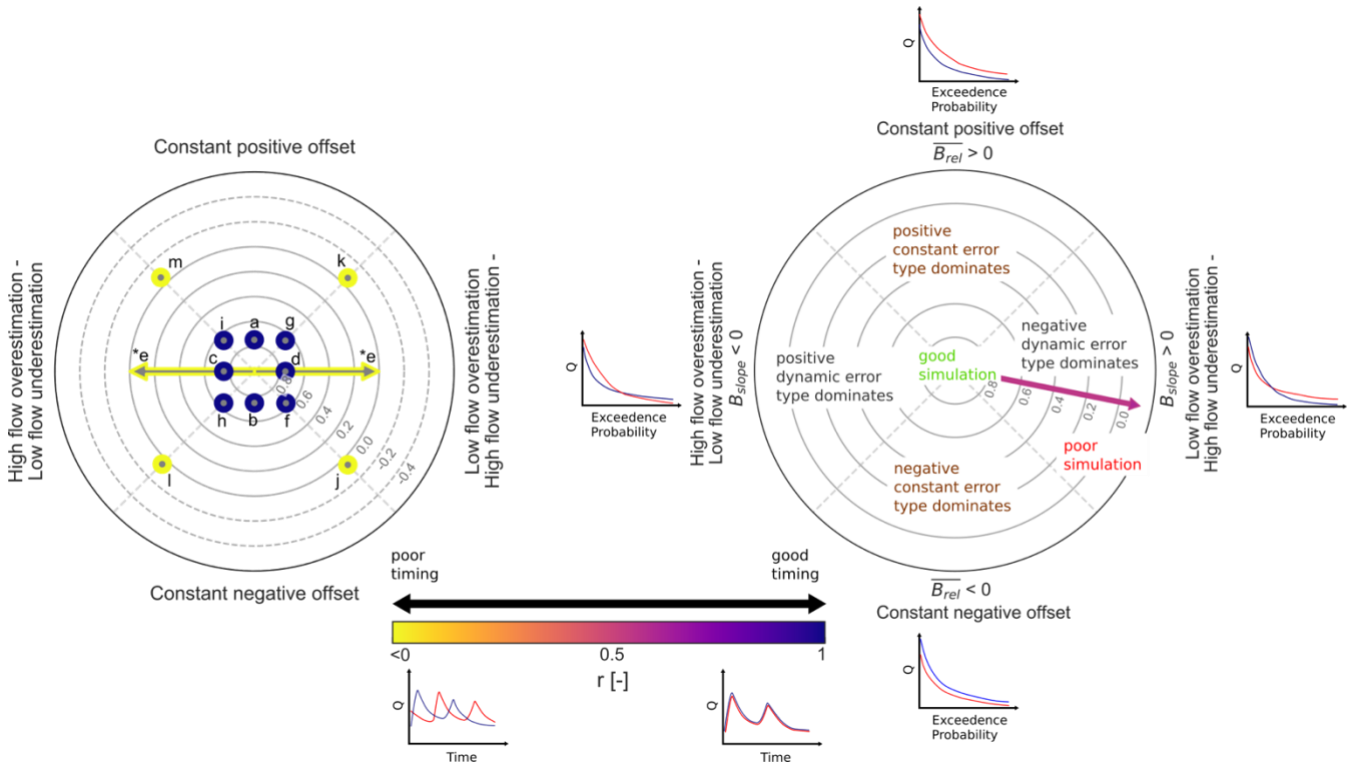 Q
Exceedence
Probability
Constant positive offset
B_rel > 0
Constant positive offset
High flow overestimation -
Low flow underestimation
m
k
i
a
g
*e
c
d
*e
h
b
f
l
j
0.8
0.6
0.4
0.2
0.0
-0.2
-0.4
Low flow overestimation -
High flow underestimation
Constant negative offset
Q
Exceedence
Probability
High flow overestimation -
Low flow underestimation
B_slope < 0
positive
constant error
type dominates
positive
dynamic error
type dominates
good
simulation
negative
dynamic error
type dominates
0.8
0.6
0.4
0.2
0.0
poor
simulation
negative
constant error
type dominates
B_slope > 0
Low flow overestimation -
High flow underestimation
Q
Exceedence
Probability
B_rel < 0
Constant negative offset
poor
timing
good
timing
<0
0.5
1
r [-]
Q
Time
Q
Time
Q
Exceedence
Probability